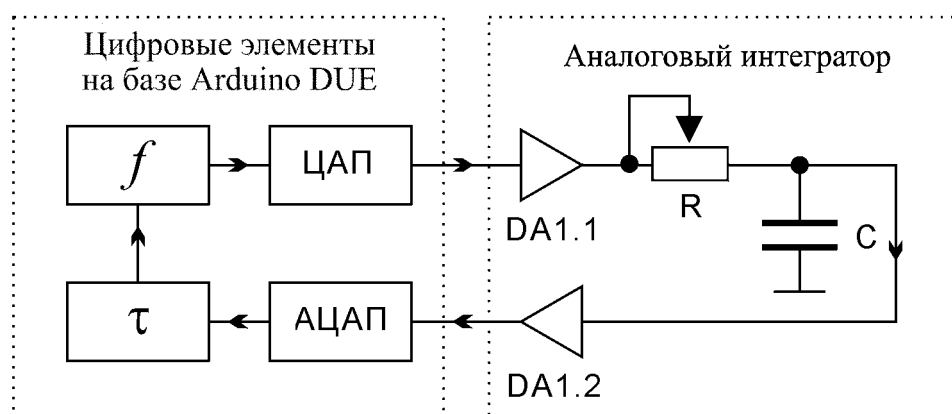 Цифровые элементы
на базе Arduino DUE
Аналоговый интегратор
f
ЦАП
DA1.1
R
C
τ
АЦАП
DA1.2